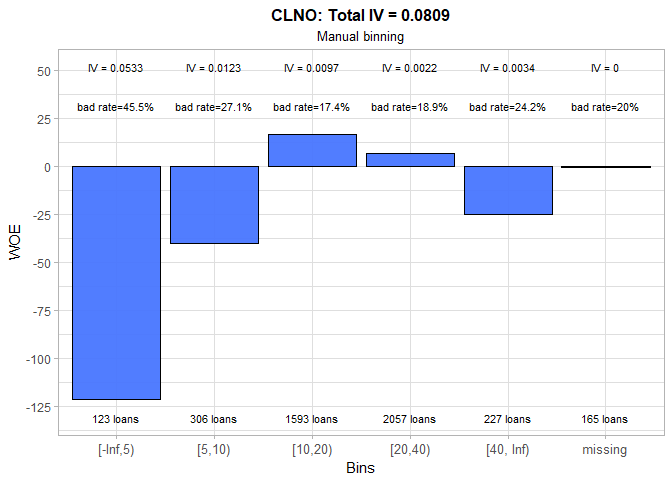 CLNO: Total IV = 0.0809
Manual binning
IV = 0.0533 IV = 0.0123 IV = 0.0097 IV = 0.0022 IV = 0.0034 IV = 0
bad rate=45.5% bad rate=27.1% bad rate=17.4% bad rate=18.9% bad rate=24.2% bad rate=20%
50
25
0
-25
-50
-75
-100
-125
WOE
123 loans 306 loans 1593 loans 2057 loans 227 loans 165 loans
[-Inf,5) [5,10) [10,20) [20,40) [40, Inf) missing
Bins